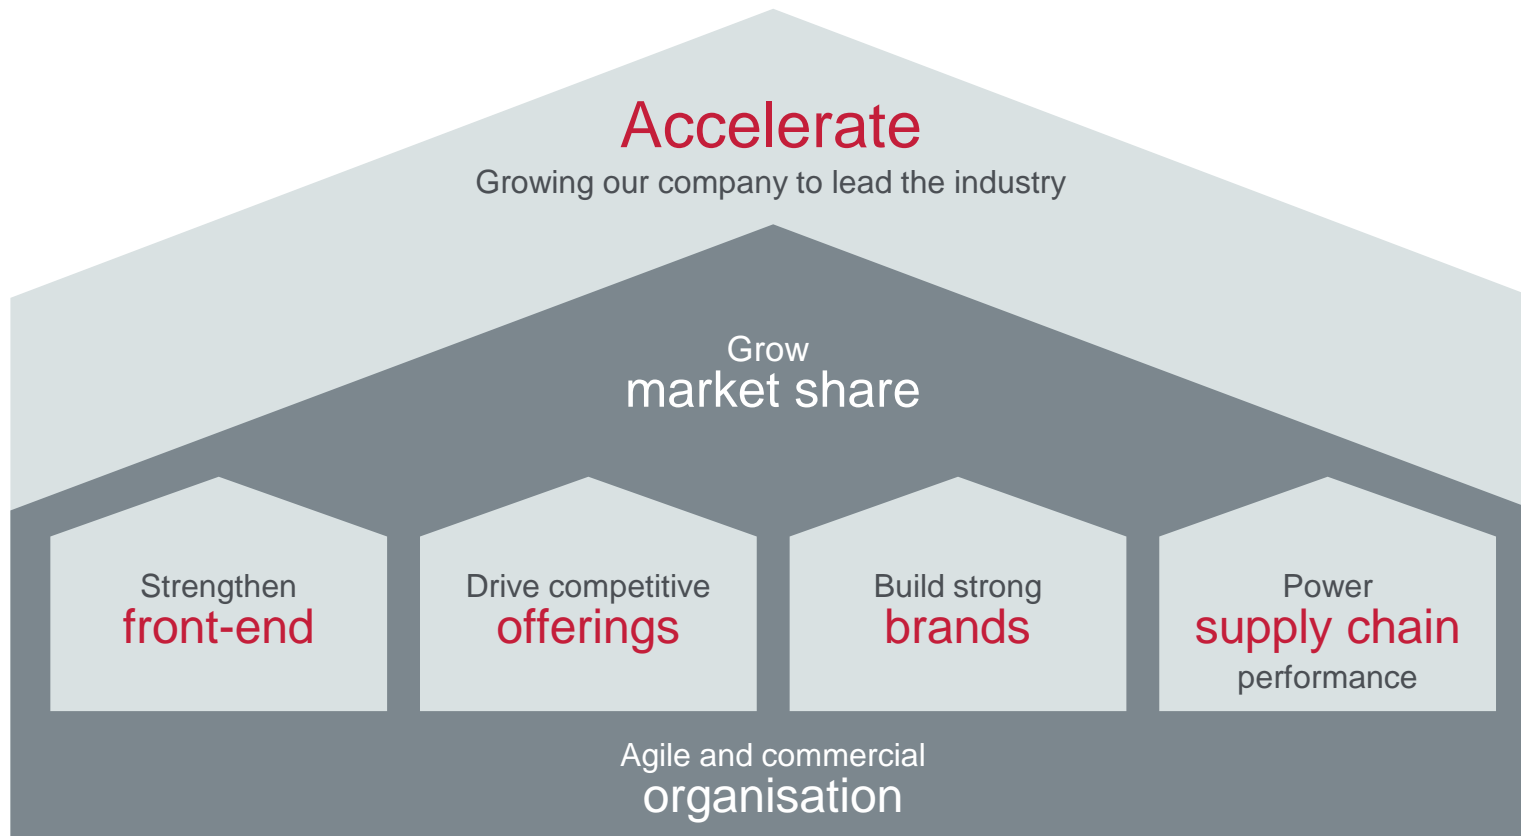 Accelerate
Growing our company to lead the industry
Grow
market share
Strengthen
front-end
Drive competitive
offerings
Build strong
brands
Power
supply chain
performance
Agile and commercial
organisation